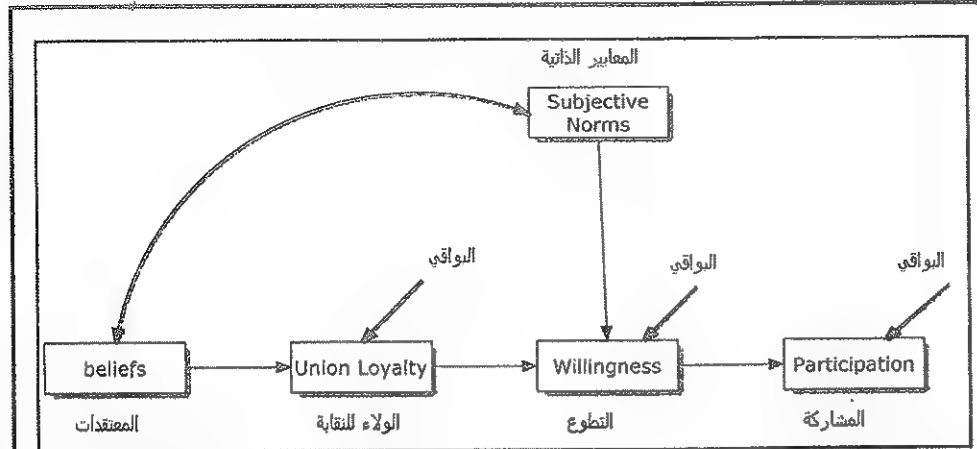 المعايير الذاتية
Subjective
Norms
البواقي
البواقي
البواقي
beliefs
Union Loyalty
Willingness
Participation
المعتقدات
الولاء للنقابة
التطوع
المشاركة